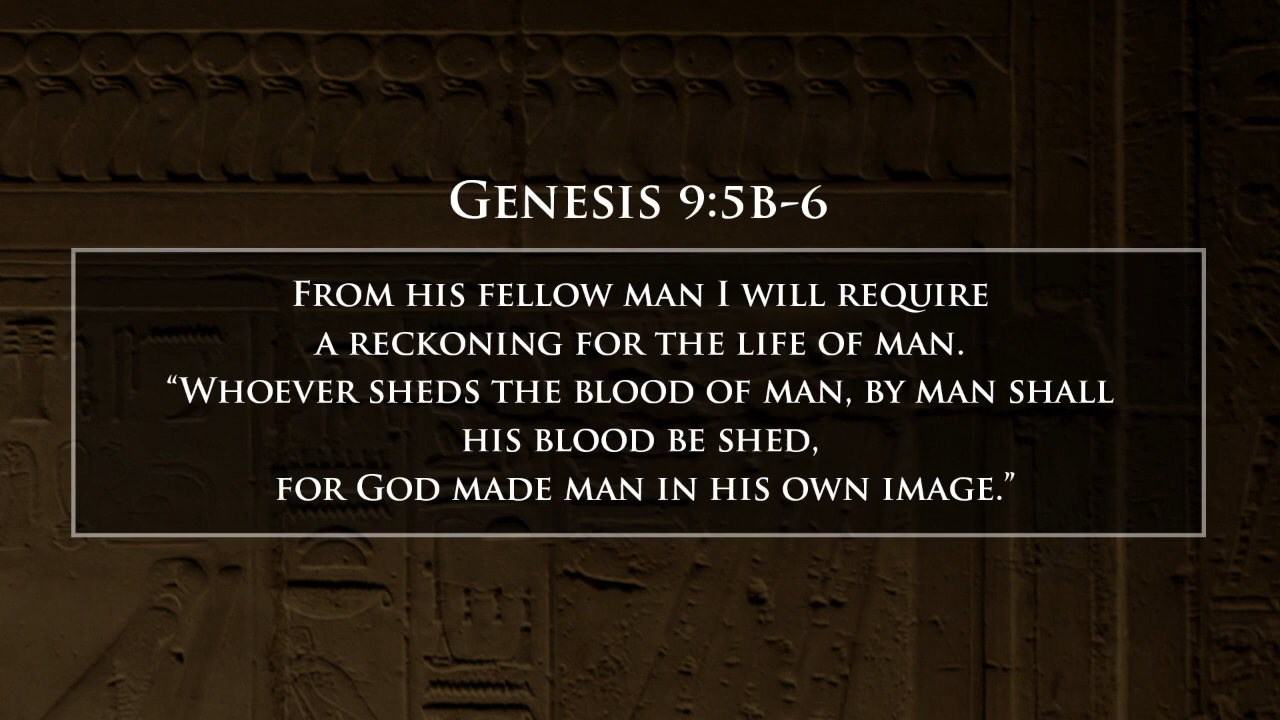 Genesis 9:5b-6
From his fellow man I will require
a reckoning for the life of man.
“Whoever sheds the blood of man, by man shall
his blood be shed,
for God made man in his own image.”